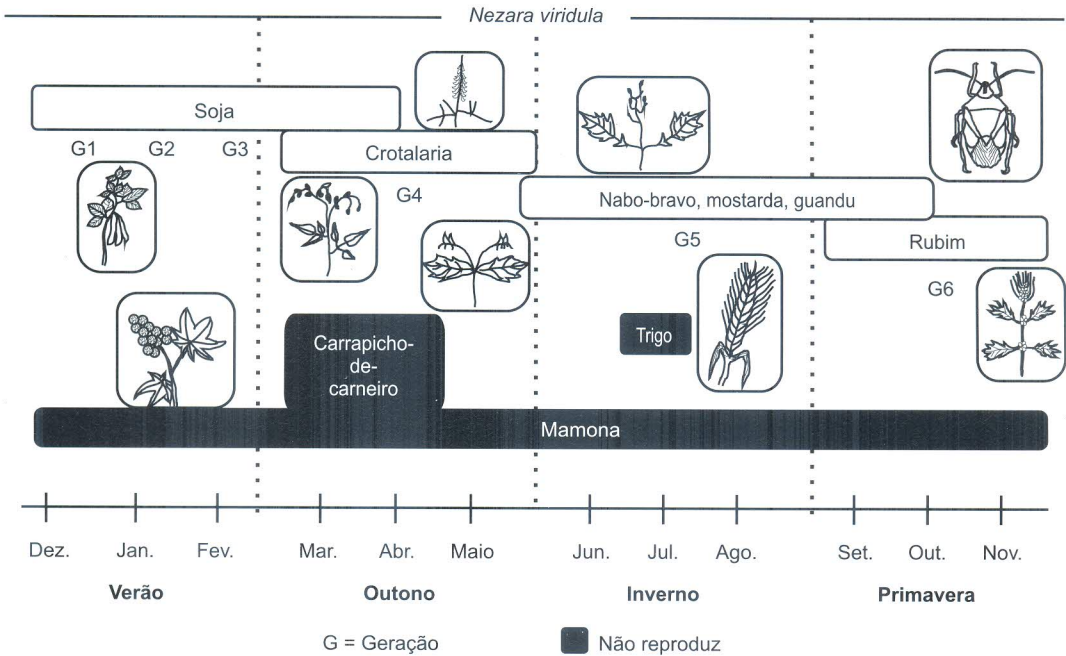 Nezara viridula
Soja
G1 G2 G3
Crotalaria
G4
Nabo-bravo, mostarda, guandu
G5
Rubim
G6
Carrapicho-
de-
carneiro
Trigo
Mamona
Dez. Jan. Fev. Mar. Abr. Maio Jun. Jul. Ago. Set. Out. Nov.
Verão Outono Inverno Primavera
G = Geração Não reproduz